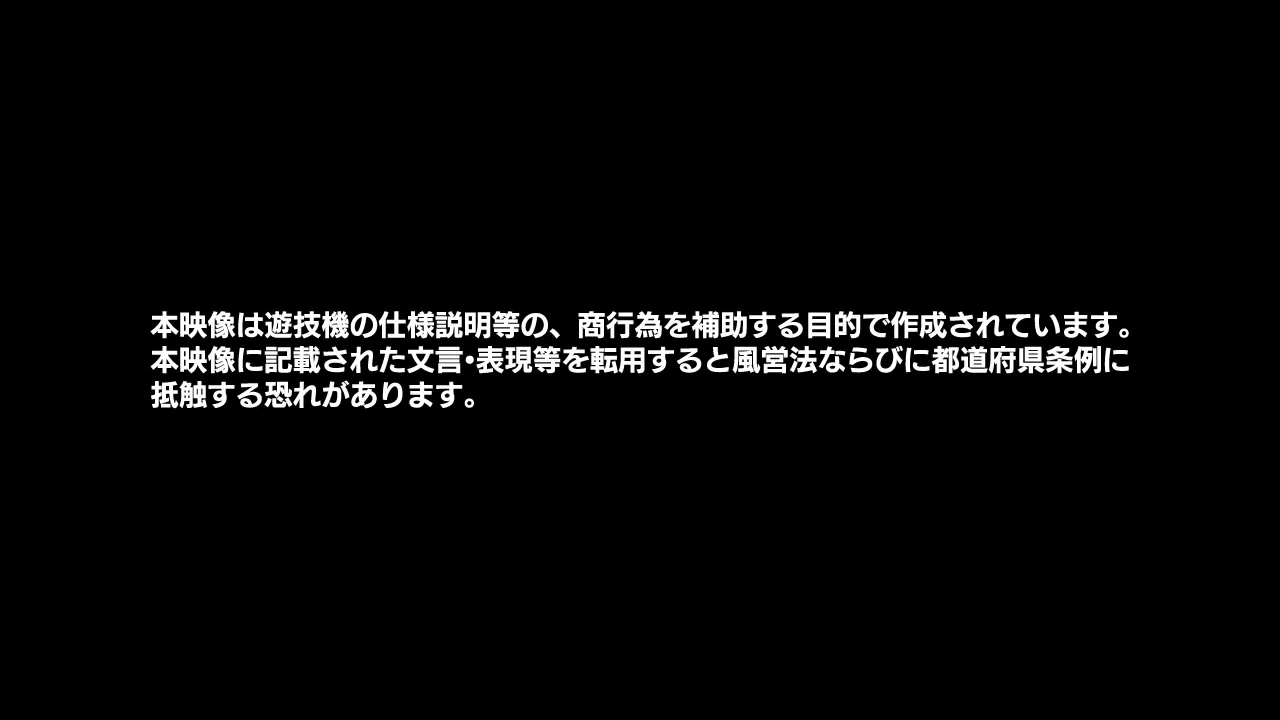 本映像は遊技機の仕様説明等の、商行為を補助する目的で作成されています。
本映像に記載された文言・表現等を転用すると風営法ならびに都道府県条例に
抵触する恐れがあります。